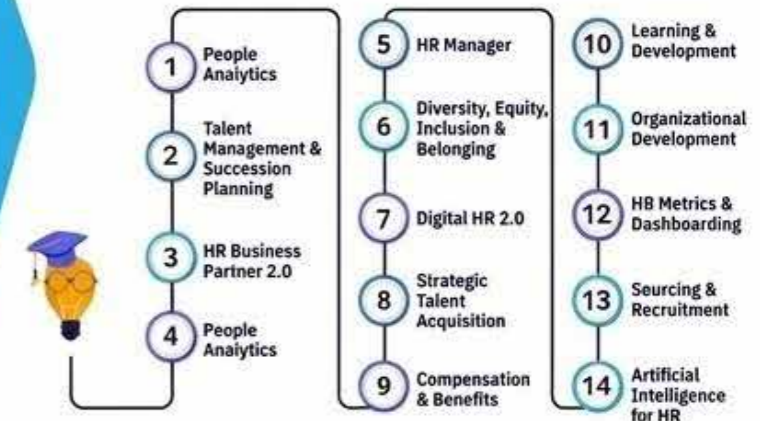 1
People
Anaiytics
2
Talent
Management &
Succession
Planning
3
HR Business
Partner 2.0
4
People
Anaiytics
5
HR Manager
6
Diversity, Equity,
Inclusion &
Belonging
7
Digital HR 2.0
8
Strategic
Talent
Acquisition
9
Compensation
& Benefits
10
Learning &
Development
11
Organizational
Development
12
HB Metrics &
Dashboarding
13
Seurcing &
Recruitment
14
Artificial
Intelligence
for HR